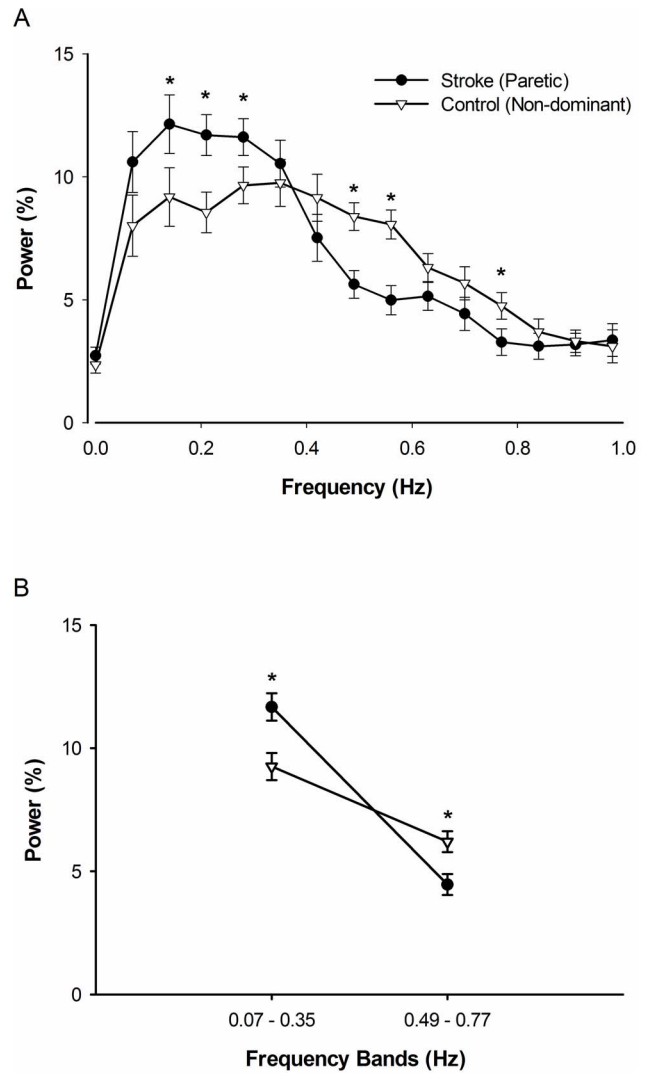 A
15
* * *
Stroke (Paretic)
Control (Non-dominant)
10
* *
*
Power (%)
5
0
0.0 0.2 0.4 0.6 0.8 1.0
Frequency (Hz)
B
15
*
10
*
Power (%)
5
0
0.07 - 0.35 0.49 - 0.77
Frequency Bands (Hz)